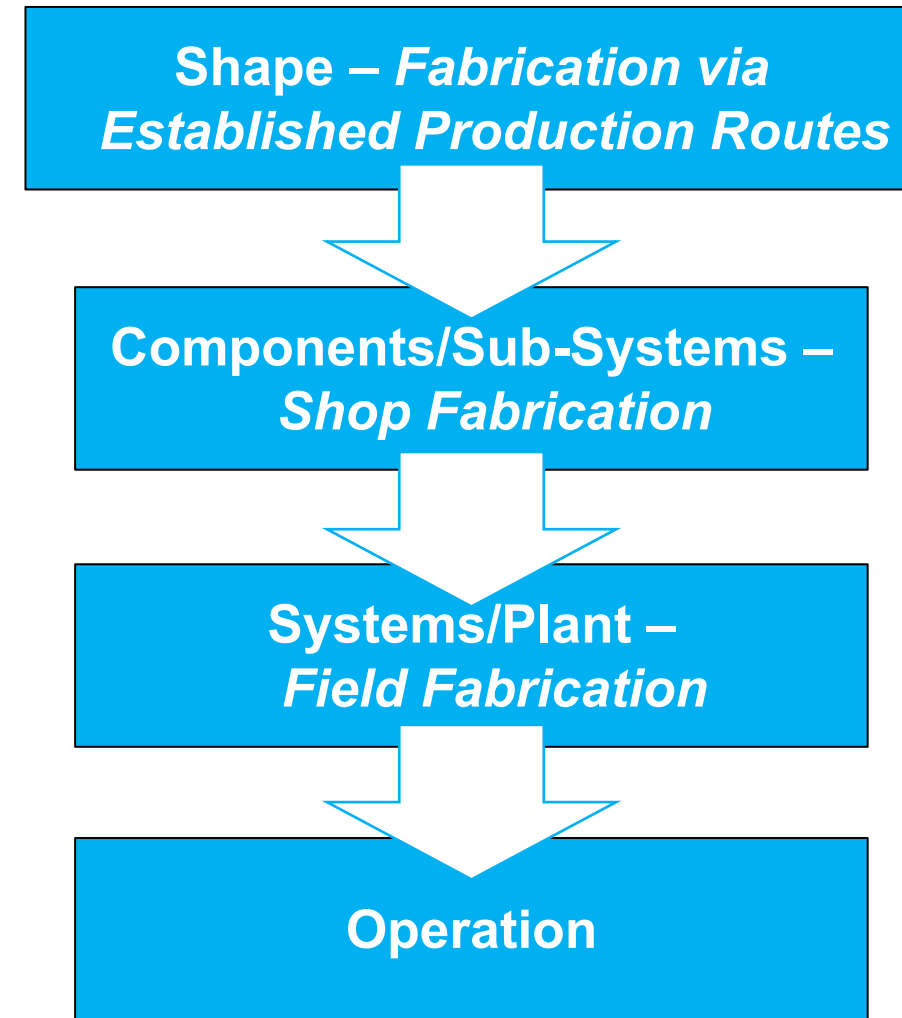 Shape – Fabrication via
Established Production Routes
Components/Sub-Systems –
Shop Fabrication
Systems/Plant –
Field Fabrication
Operation